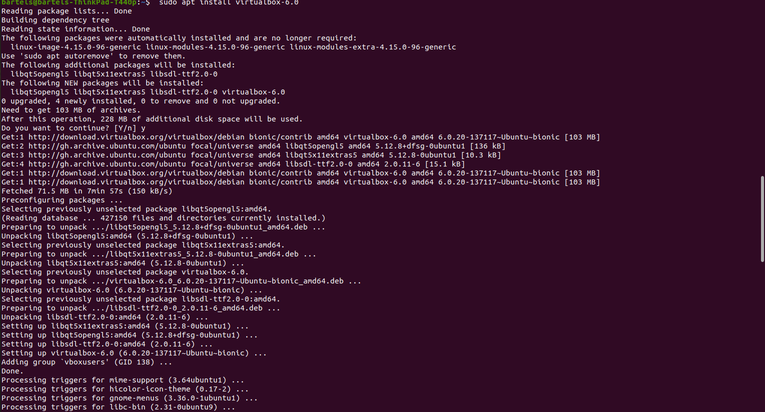 bartels@bartels-ThinkPad-T440p:~$ sudo apt install virtualbox-6.0
Reading package lists... Done
Building dependency tree
Reading state information... Done
The following packages were automatically installed and are no longer required:
  linux-image-4.15.0-96-generic linux-modules-4.15.0-96-generic linux-modules-extra-4.15.0-96-generic
Use 'sudo apt autoremove' to remove them.
The following additional packages will be installed:
  libqt5opengl5 libqt5x11extras5 libsdl-ttf2.0-0
The following NEW packages will be installed:
  libqt5opengl5 libqt5x11extras5 libsdl-ttf2.0-0 virtualbox-6.0
0 upgraded, 4 newly installed, 0 to remove and 0 not upgraded.
Need to get 103 MB of archives.
After this operation, 228 MB of additional disk space will be used.
Do you want to continue? [Y/n] y
Get:1 http://download.virtualbox.org/virtualbox/debian bionic/contrib amd64 virtualbox-6.0 amd64 6.0.20-137117~Ubuntu~bionic [103 MB]
Get:2 http://gh.archive.ubuntu.com/ubuntu focal/universe amd64 libqt5opengl5 amd64 5.12.8+dfsg-0ubuntu1 [136 kB]
Get:3 http://gh.archive.ubuntu.com/ubuntu focal/universe amd64 libqt5x11extras5 amd64 5.12.8-0ubuntu1 [10.3 kB]
Get:4 http://gh.archive.ubuntu.com/ubuntu focal/universe amd64 libsdl-ttf2.0-0 amd64 2.0.11-6 [15.1 kB]
Get:1 http://download.virtualbox.org/virtualbox/debian bionic/contrib amd64 virtualbox-6.0 amd64 6.0.20-137117~Ubuntu~bionic [103 MB]
Get:1 http://download.virtualbox.org/virtualbox/debian bionic/contrib amd64 virtualbox-6.0 amd64 6.0.20-137117~Ubuntu~bionic [103 MB]
Fetched 71.5 MB in 7min 57s (150 kB/s)
Preconfiguring packages ...
Selecting previously unselected package libqt5opengl5:amd64.
(Reading database ... 427150 files and directories currently installed.)
Preparing to unpack .../libqt5opengl5_5.12.8+dfsg-0ubuntu1_amd64.deb ...
Unpacking libqt5opengl5:amd64 (5.12.8+dfsg-0ubuntu1) ...
Selecting previously unselected package libqt5x11extras5:amd64.
Preparing to unpack .../libqt5x11extras5_5.12.8-0ubuntu1_amd64.deb ...
Unpacking libqt5x11extras5:amd64 (5.12.8-0ubuntu1) ...
Selecting previously unselected package virtualbox-6.0.
Preparing to unpack .../virtualbox-6.0_6.0.20-137117~Ubuntu~bionic_amd64.deb ...
Unpacking virtualbox-6.0 (6.0.20-137117~Ubuntu~bionic) ...
Selecting previously unselected package libsdl-ttf2.0-0:amd64.
Preparing to unpack .../libsdl-ttf2.0-0_2.0.11-6_amd64.deb ...
Unpacking libsdl-ttf2.0-0:amd64 (2.0.11-6) ...
Setting up libqt5x11extras5:amd64 (5.12.8-0ubuntu1) ...
Setting up libqt5opengl5:amd64 (5.12.8+dfsg-0ubuntu1) ...
Setting up libsdl-ttf2.0-0:amd64 (2.0.11-6) ...
Setting up virtualbox-6.0 (6.0.20-137117~Ubuntu~bionic) ...
Adding group `vboxusers' (GID 138) ...
Done.
Processing triggers for mime-support (3.64ubuntu1) ...
Processing triggers for hicolor-icon-theme (0.17-2) ...
Processing triggers for gnome-menus (3.36.0-1ubuntu1) ...
Processing triggers for libc-bin (2.31-0ubuntu9) ...